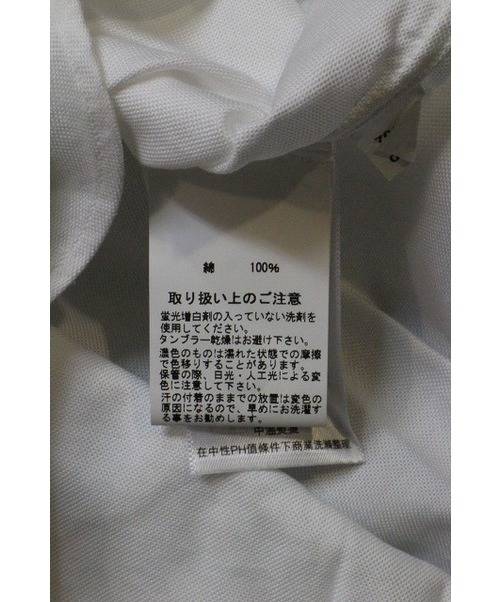 綿 100%
取り扱い上のご注意
蛍光増白剤の入っていない洗剤を
使用してください。
タンブラー乾燥はお避け下さい。
濃色のものは濡れた状態での摩擦
で色移りすることがあります。
保管の際、日光・人工光による変
色に注意して下さい。
汗の付着のままでの放置は変色の
原因になるので、早めにお洗濯す
る事をお勧めします。
在中性PH值條件下商業洗滌整理